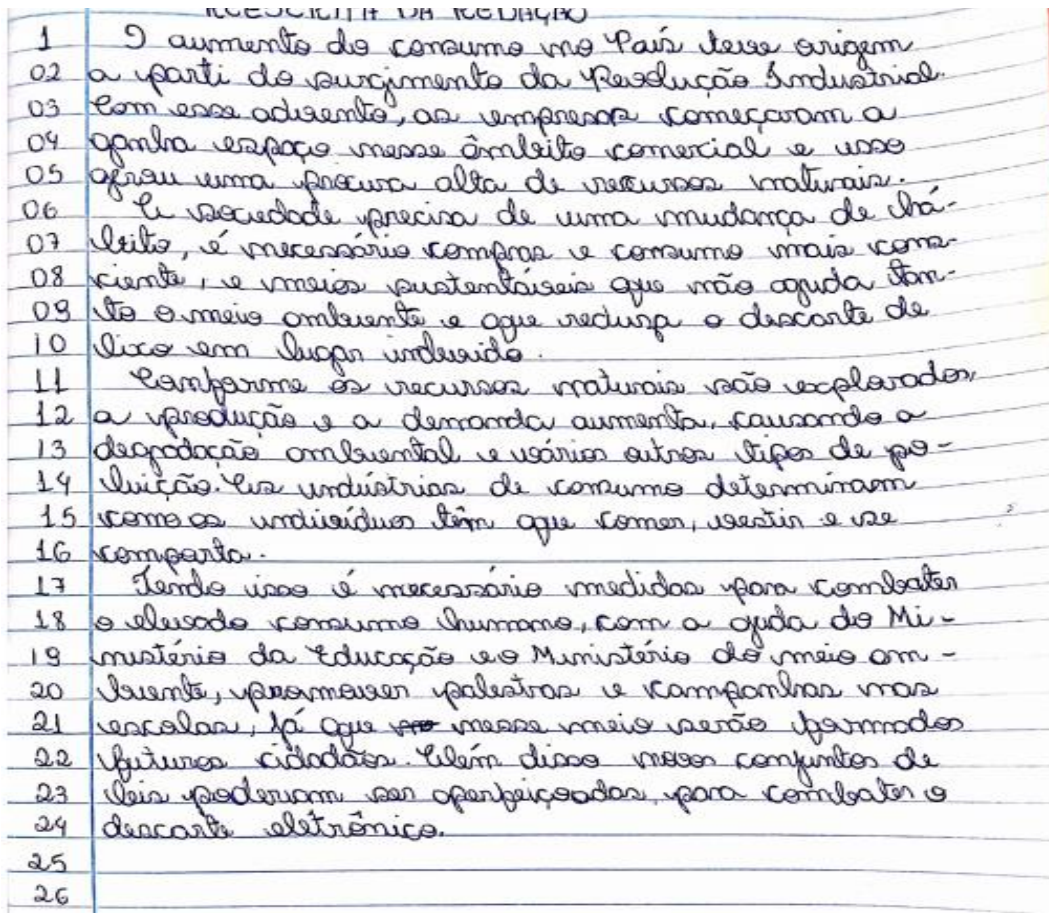 REESCRITA DA REDAÇÃO
1 O aumento do consumo no País teve origem
02 a parti do surgimento da Revolução Industrial.
03 Com esse advento, as empresas começaram a
04 ganha espaço nesse âmbito comercial e isso
05 gerou uma procura alta de recursos naturais.
06 A sociedade precisa de uma mudança de há-
07 bito, é necessário compras e consumo mais cons-
08 ciente, e meios sustentáveis que não aguda tan-
09 to o meio ambiente e que reduza o descarte de
10 lixo em lugar indevido.
11 Conforme os recursos naturais são explorados,
12 a produção e a demanda aumenta, causando a
13 degradação ambiental e vários outros tipos de po-
14 luição. As indústrias de consumo determinam
15 como os indivíduos têm que comer, vestir e se
16 comporta.
17 Tendo isso é necessário medidas para combater
18 o elevado consumo humano, com a ajuda do Mi-
19 nistério da Educação e o Ministério do meio am-
20 biente, promover palestras e campanhas nas
21 escolas, já que nesse meio serão formados
22 futuros cidadãos. Além disso novos conjuntos de
23 leis poderiam ser aperfeiçoadas, para combater o
24 descarte eletrônico.
25
26